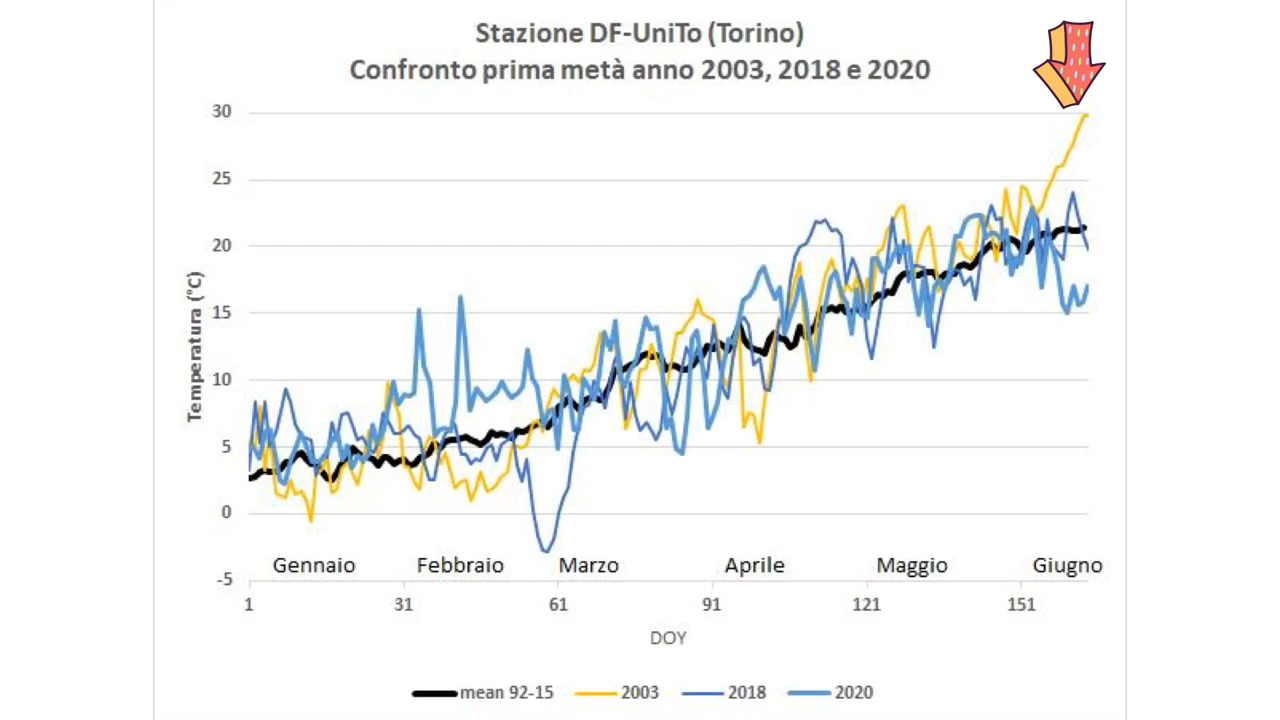 Stazione DF-UniTo (Torino)
Confronto prima metà anno 2003, 2018 e 2020
30
25
20
15
10
5
0
-5
Temperatura (°C)
Gennaio Febbraio Marzo Aprile Maggio Giugno
1 31 61 91 121 151
DOY
mean 92-15 2003 2018 2020